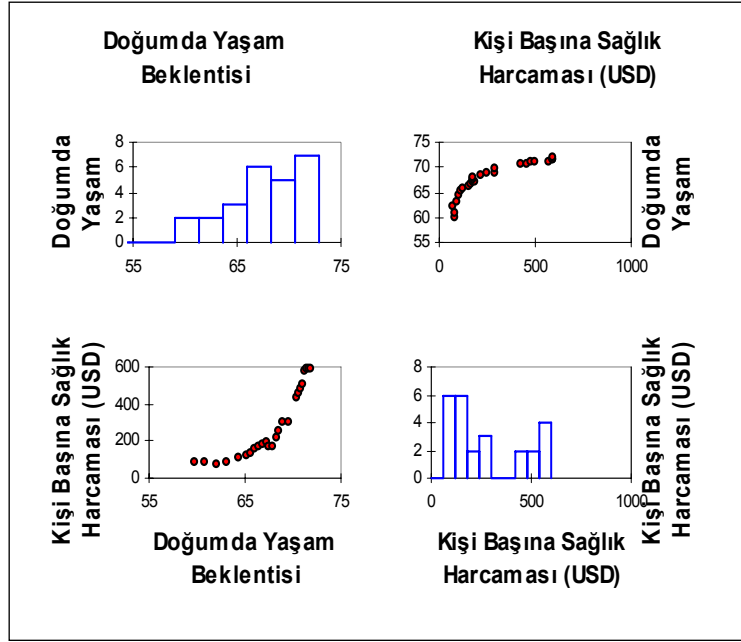 Doğumda Yaşam
Beklentisi
Kişi Başına Sağlık
Harcaması (USD)
Doğumda
Yaşam
8
6
4
2
0
55 65 75
75
70
65
60
55
0 500 1000
Doğumda
Yaşam
Kişi Başına Sağlık
Harcaması (USD)
600
400
200
0
55 65 75
8
6
4
2
0
0 500 1000
Kişi Başına Sağlık
Harcaması (USD)
Doğumda Yaşam
Beklentisi
Kişi Başına Sağlık
Harcaması (USD)